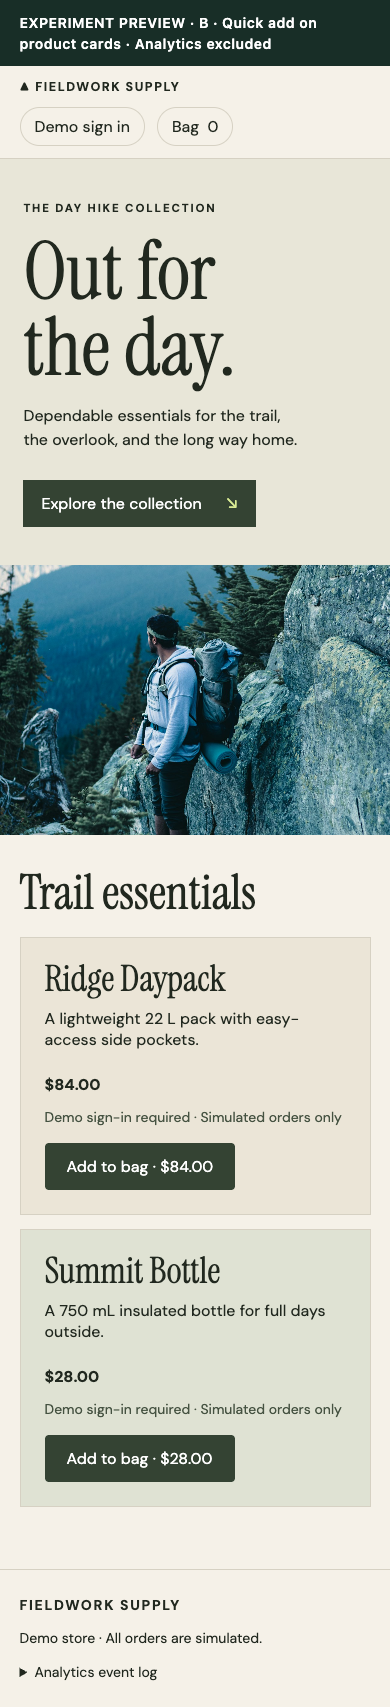 EXPERIMENT PREVIEW · B · Quick add on
product cards · Analytics excluded
▲ FIELDWORK SUPPLY
Demo sign in
Bag 0
THE DAY HIKE COLLECTION
Out for
the day.
Dependable essentials for the trail,
the overlook, and the long way home.
Explore the collection ↘
Trail essentials
Ridge Daypack
A lightweight 22 L pack with easy-
access side pockets.
$84.00
Demo sign-in required · Simulated orders only
Add to bag · $84.00
Summit Bottle
A 750 mL insulated bottle for full days
outside.
$28.00
Demo sign-in required · Simulated orders only
Add to bag · $28.00
FIELDWORK SUPPLY
Demo store · All orders are simulated.
▶ Analytics event log